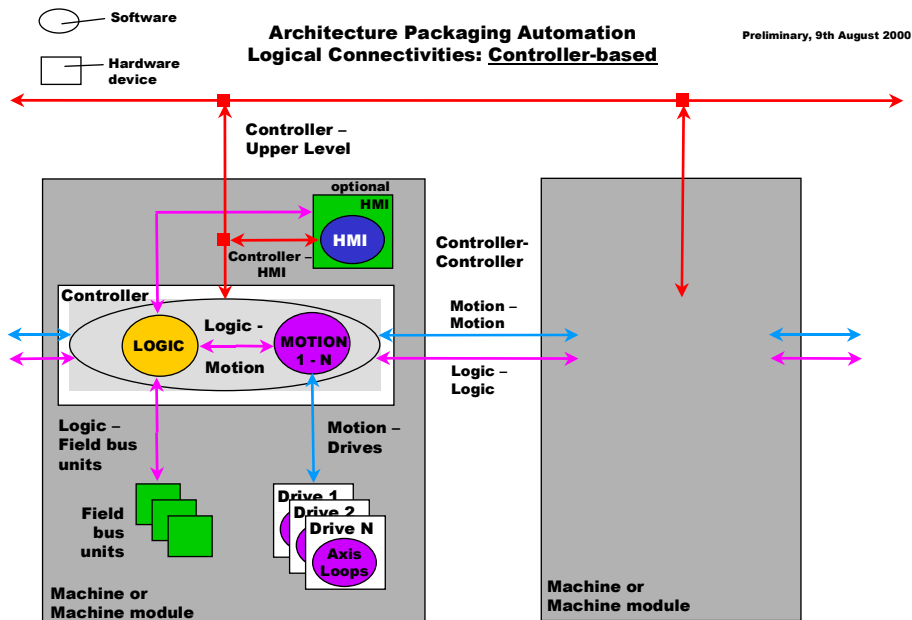 Software
Architecture Packaging Automation
Logical Connectivities: Controller-based
Preliminary, 9th August 2000
Hardware
device
Controller –
Upper Level
optional
HMI
HMI
Controller –
HMI
Controller-
Controller
Controller
Motion –
Motion
LOGIC
Logic -
Motion
MOTION
1 - N
Logic –
Logic
Logic –
Field bus
units
Motion –
Drives
Field
bus
units
Drive 1
Drive 2
Drive N
Axis
Loops
Machine or
Machine module
Machine or
Machine module